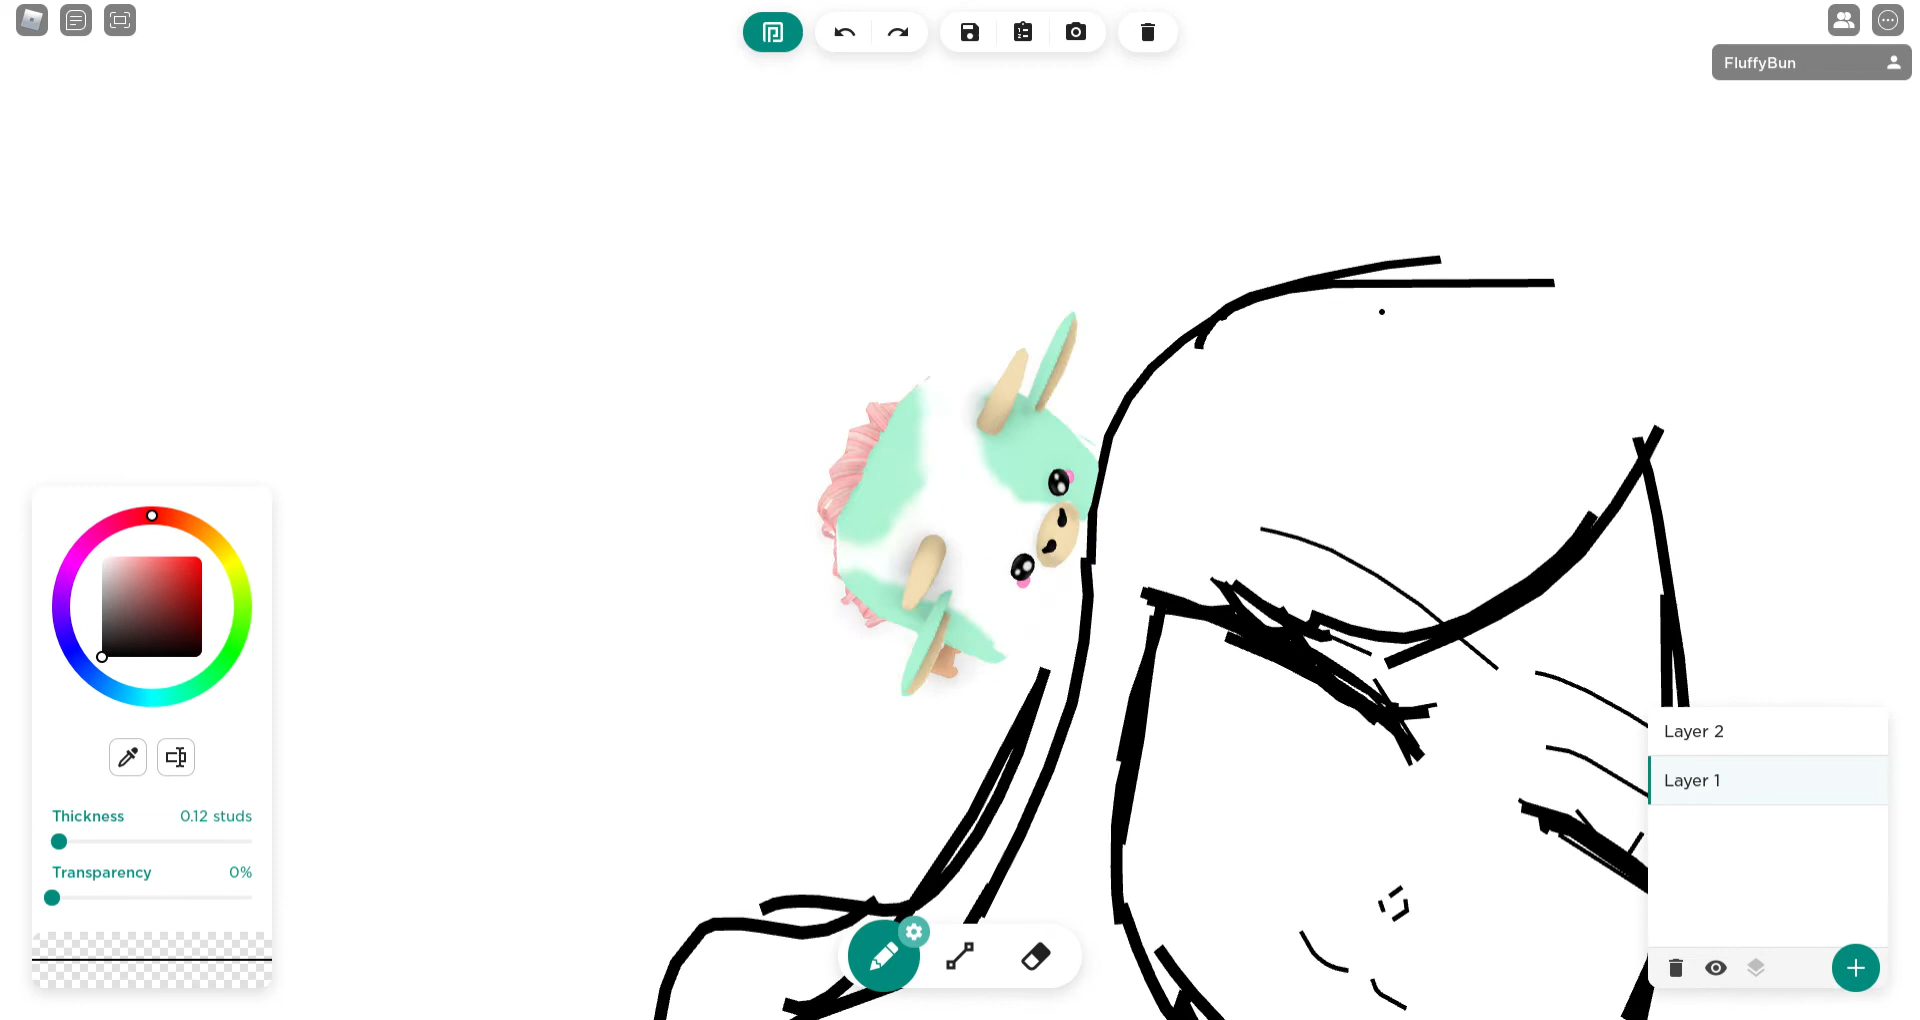 FluffyBun
Thickness 0.12 studs
Transparency 0%
Layer 2
Layer 1